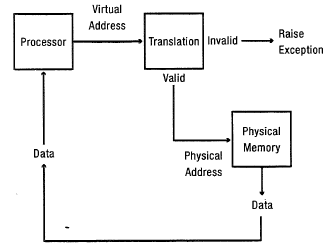 Virtual
Address
Processor
Translation
Invalid
Raise
Exception
Valid
Physical
Memory
Physical
Address
Data
Data